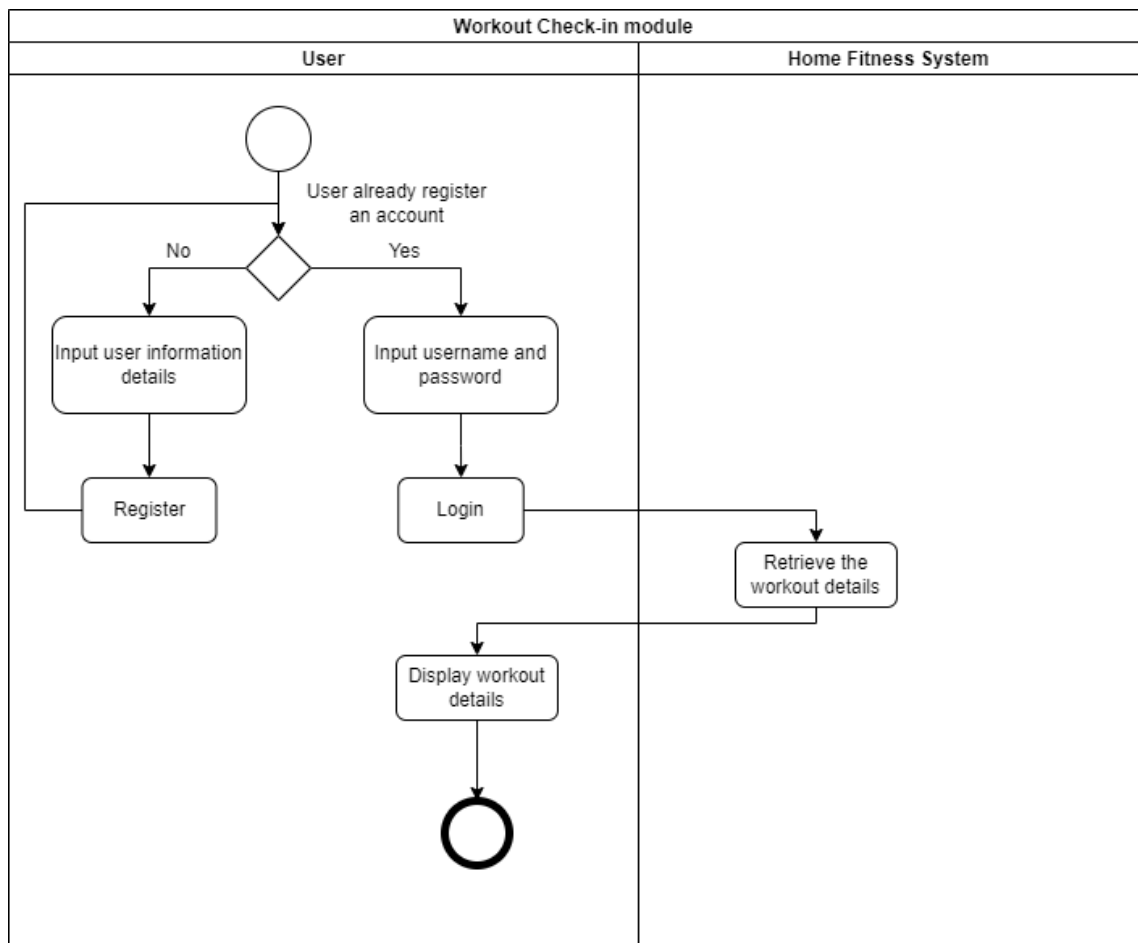 Workout Check-in module
User
Home Fitness System
User already register
an account
No
Yes
Input user information
details
Input username and
password
Register
Login
Retrieve the
workout details
Display workout
details